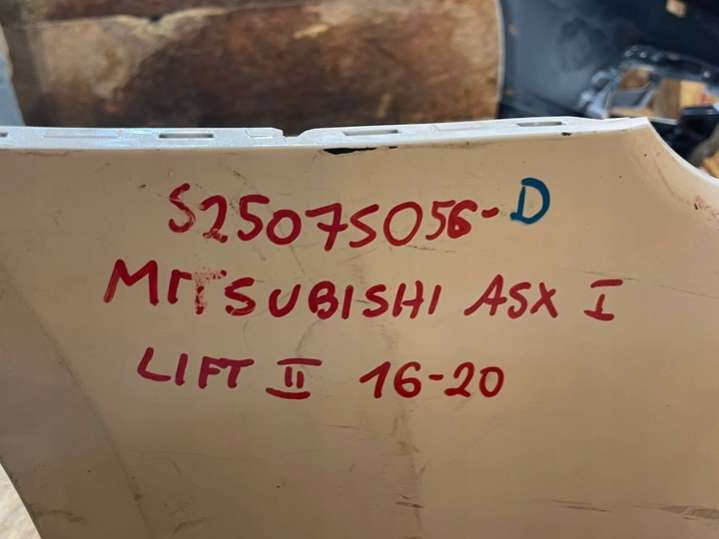 S25075056-D
MITSUBISHI ASX I
LIFT II 16-20